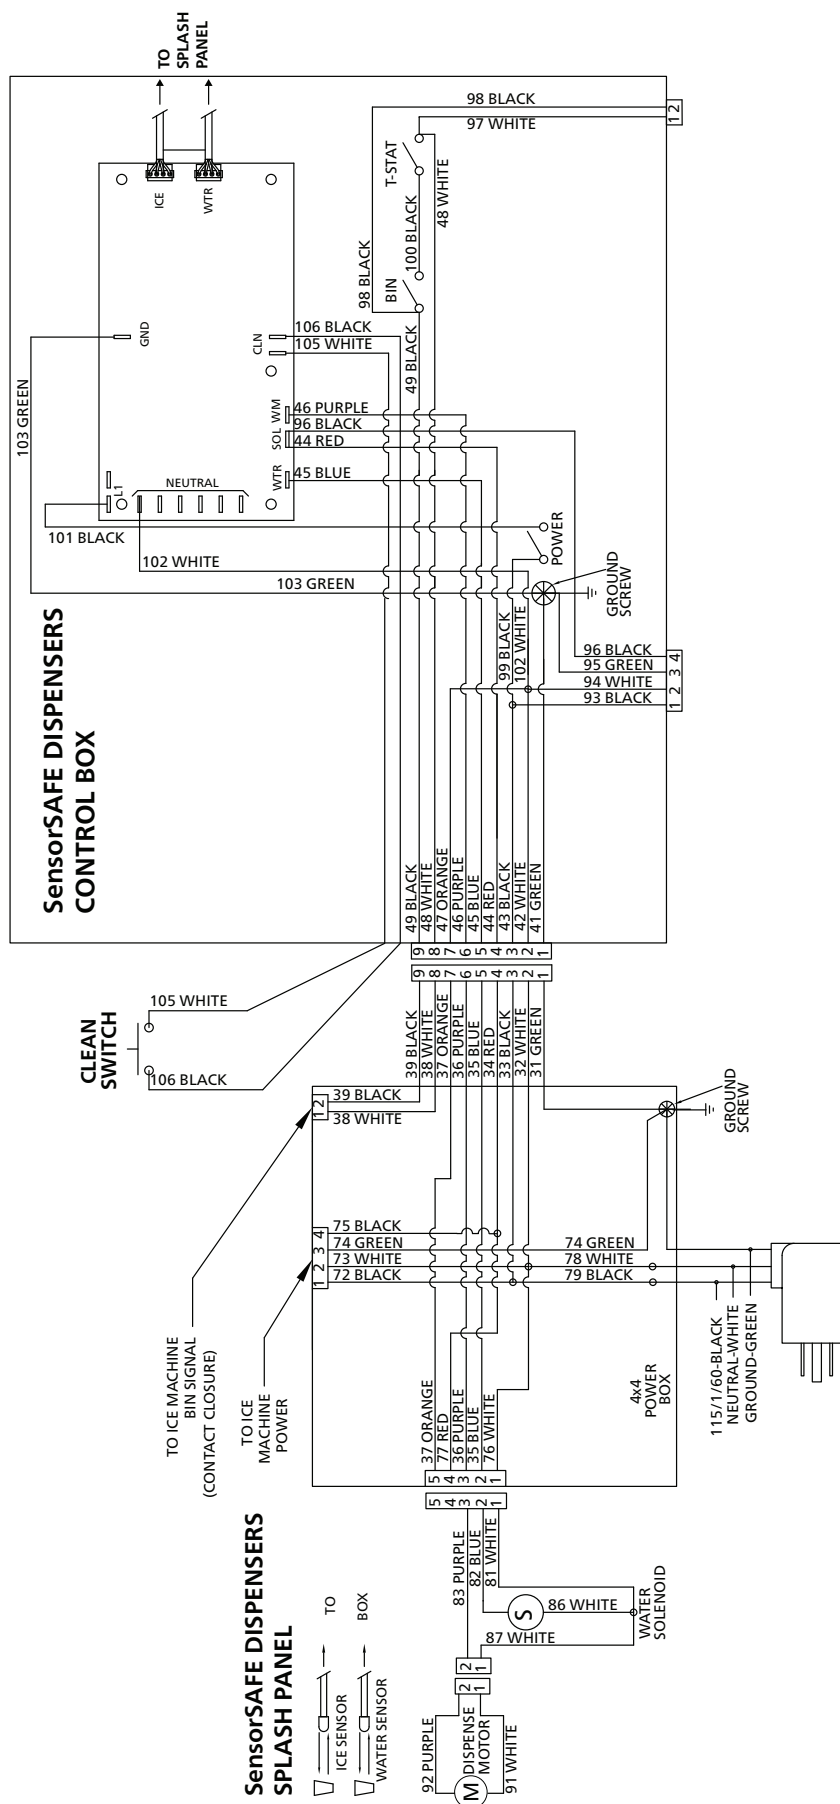 TO
SPLASH
PANEL
ICE
WTR
98 BLACK
97 WHITE
1 2
T-STAT
48 WHITE
100 BLACK
98 BLACK
BIN
49 BLACK
GND
106 BLACK
105 WHITE
CLN
103 GREEN
46 PURPLE
96 BLACK
44 RED
45 BLUE
WTR SOL WM
L1
NEUTRAL
101 BLACK
102 WHITE
103 GREEN
POWER
GROUND
SCREW
99 BLACK
102 WHITE
96 BLACK
95 GREEN
94 WHITE
93 BLACK
1 2 3 4
SensorSAFE DISPENSERS
CONTROL BOX
49 BLACK
48 WHITE
47 ORANGE
46 PURPLE
45 BLUE
44 RED
43 BLACK
42 WHITE
41 GREEN
9 8 7 6 5 4 3 2 1
9 8 7 6 5 4 3 2 1
CLEAN
SWITCH
105 WHITE
106 BLACK
39 BLACK
38 WHITE
37 ORANGE
36 PURPLE
35 BLUE
34 RED
33 BLACK
32 WHITE
31 GREEN
39 BLACK
38 WHITE
1 2
GROUND
SCREW
75 BLACK
74 GREEN
73 WHITE
72 BLACK
1 2 3 4
74 GREEN
78 WHITE
79 BLACK
TO ICE MACHINE
BIN SIGNAL
(CONTACT CLOSURE)
TO ICE
MACHINE
POWER
115/1/60-BLACK
NEUTRAL-WHITE
GROUND-GREEN
4x4
POWER
BOX
37 ORANGE
77 RED
36 PURPLE
35 BLUE
76 WHITE
5 4 3 2 1
5 4 3 2 1
SensorSAFE DISPENSERS
SPLASH PANEL
83 PURPLE
82 BLUE
81 WHITE
S
86 WHITE
87 WHITE
WATER
SOLENOID
2 1
2 1
TO
BOX
ICE SENSOR
WATER SENSOR
92 PURPLE
DISPENSE
MOTOR
91 WHITE
M